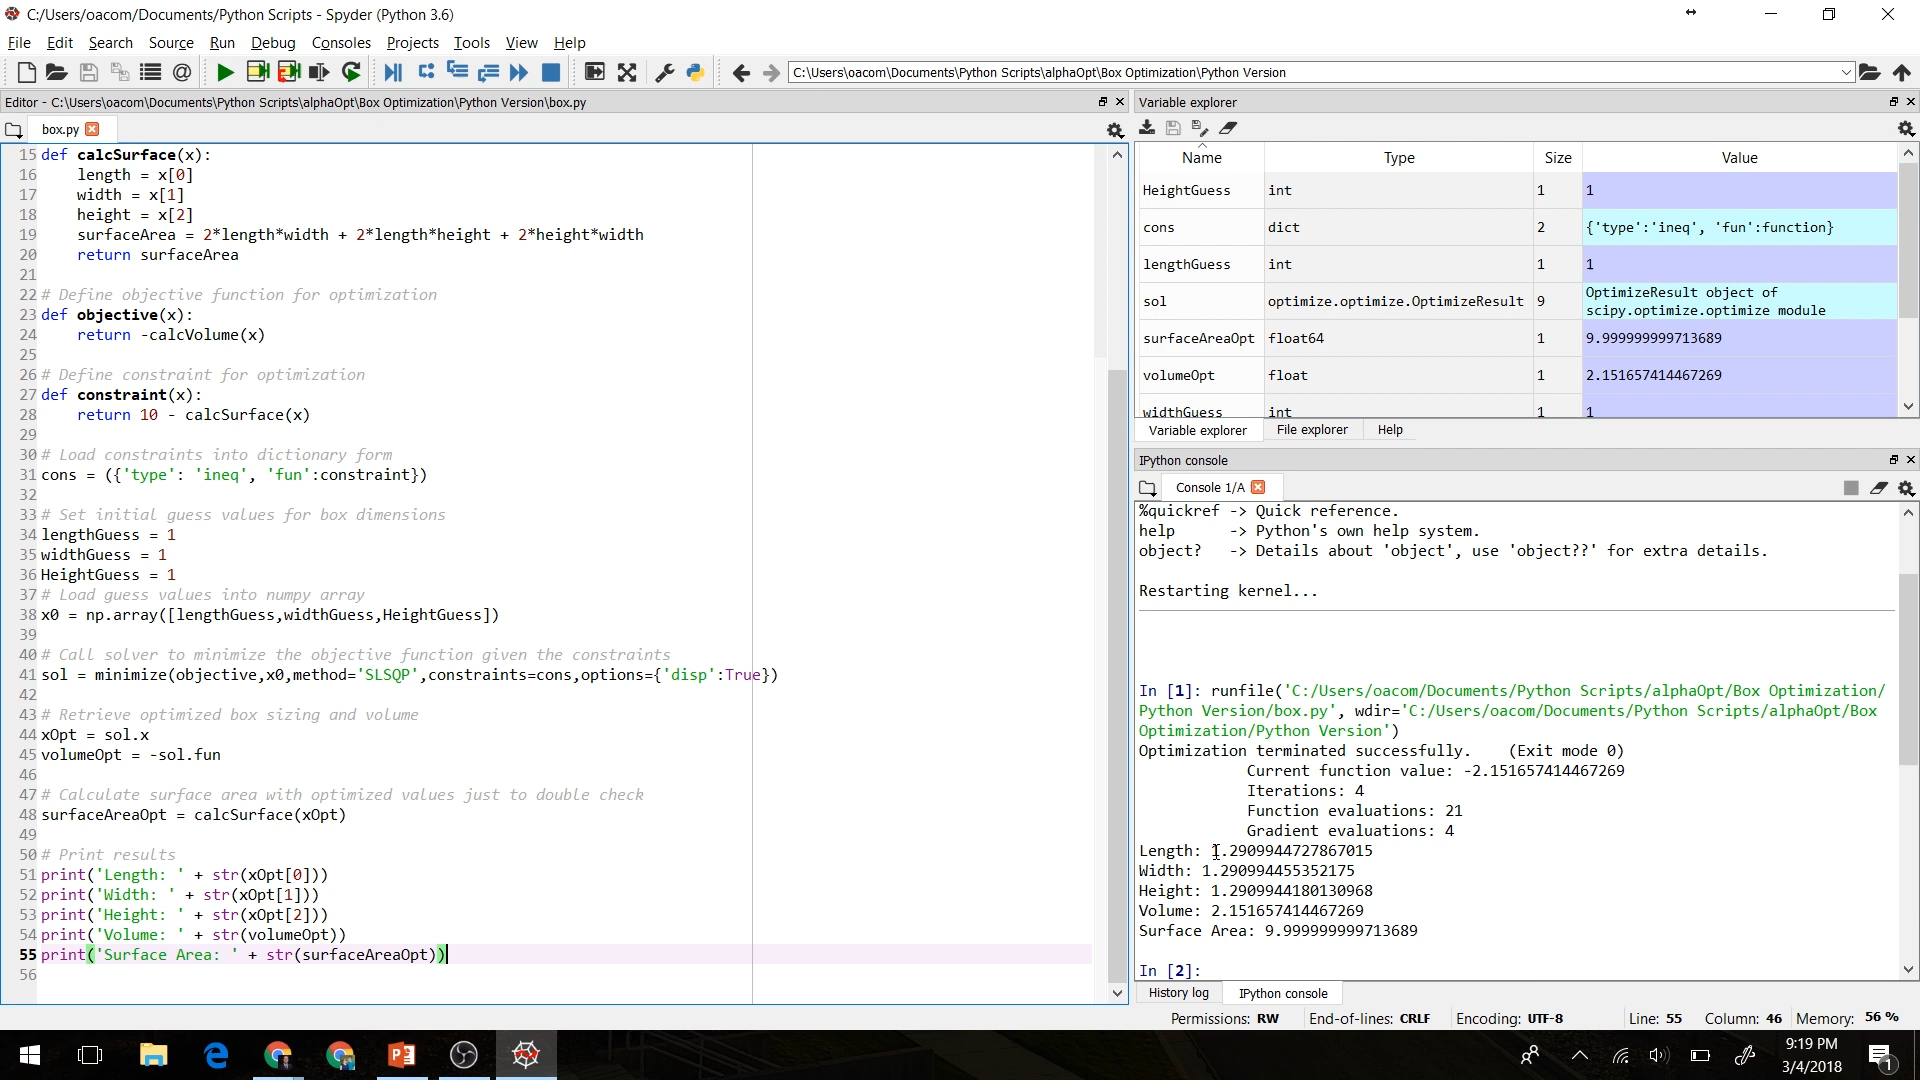 C:/Users/oacom/Documents/Python Scripts - Spyder (Python 3.6)
File Edit Search Source Run Debug Consoles Projects Tools View Help
C:\Users\oacom\Documents\Python Scripts\alphaOpt\Box Optimization\Python Version
Editor - C:\Users\oacom\Documents\Python Scripts\alphaOpt\Box Optimization\Python Version\box.py
box.py
15 def calcSurface(x):
16 length = x[0]
17 width = x[1]
18 height = x[2]
19 surfaceArea = 2*length*width + 2*length*height + 2*height*width
20 return surfaceArea
21
22 # Define objective function for optimization
23 def objective(x):
24 return -calcVolume(x)
25
26 # Define constraint for optimization
27 def constraint(x):
28 return 10 - calcSurface(x)
29
30 # Load constraints into dictionary form
31 cons = ({'type': 'ineq', 'fun':constraint})
32
33 # Set initial guess values for box dimensions
34 lengthGuess = 1
35 widthGuess = 1
36 HeightGuess = 1
37 # Load guess values into numpy array
38 x0 = np.array([lengthGuess,widthGuess,HeightGuess])
39
40 # Call solver to minimize the objective function given the constraints
41 sol = minimize(objective,x0,method='SLSQP',constraints=cons,options={'disp':True})
42
43 # Retrieve optimized box sizing and volume
44 xOpt = sol.x
45 volumeOpt = -sol.fun
46
47 # Calculate surface area with optimized values just to double check
48 surfaceAreaOpt = calcSurface(xOpt)
49
50 # Print results
51 print('Length: ' + str(xOpt[0]))
52 print('Width: ' + str(xOpt[1]))
53 print('Height: ' + str(xOpt[2]))
54 print('Volume: ' + str(volumeOpt))
55 print('Surface Area: ' + str(surfaceAreaOpt))
56
Variable explorer
Name Type Size Value
HeightGuess int 1 1
cons dict 2 {'type':'ineq', 'fun':function}
lengthGuess int 1 1
sol optimize.optimize.OptimizeResult 9 OptimizeResult object of
scipy.optimize.optimize module
surfaceAreaOpt float64 1 9.999999999713689
volumeOpt float 1 2.151657414467269
widthGuess int 1 1
Variable explorer File explorer Help
IPython console
Console 1/A
%quickref -> Quick reference.
help -> Python's own help system.
object? -> Details about 'object', use 'object??' for extra details.
Restarting kernel...
In [1]: runfile('C:/Users/oacom/Documents/Python Scripts/alphaOpt/Box Optimization/
Python Version/box.py', wdir='C:/Users/oacom/Documents/Python Scripts/alphaOpt/Box
Optimization/Python Version')
Optimization terminated successfully. (Exit mode 0)
Current function value: -2.151657414467269
Iterations: 4
Function evaluations: 21
Gradient evaluations: 4
Length: 1.2909944727867015
Width: 1.290994455352175
Height: 1.2909944180130968
Volume: 2.151657414467269
Surface Area: 9.999999999713689
In [2]:
History log IPython console
Permissions: RW End-of-lines: CRLF Encoding: UTF-8 Line: 55 Column: 46 Memory: 56 %
9:19 PM
3/4/2018
1